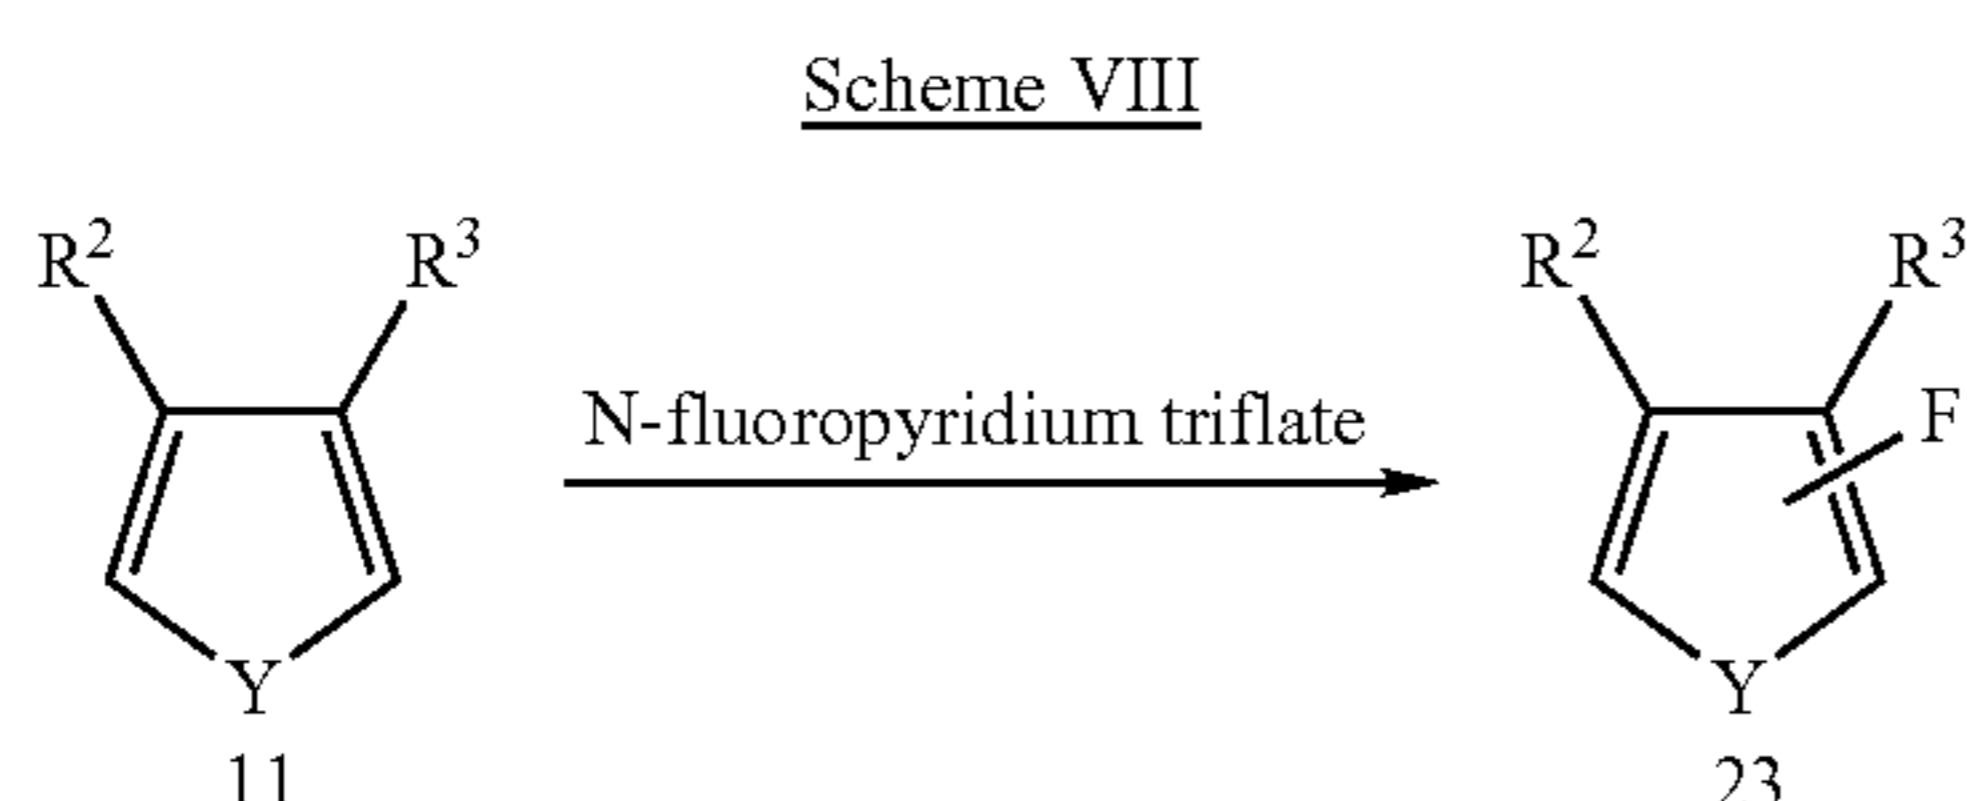 Scheme VIII
R² R³ R² R³
N-fluoropyridium triflate F
Y Y
11 23